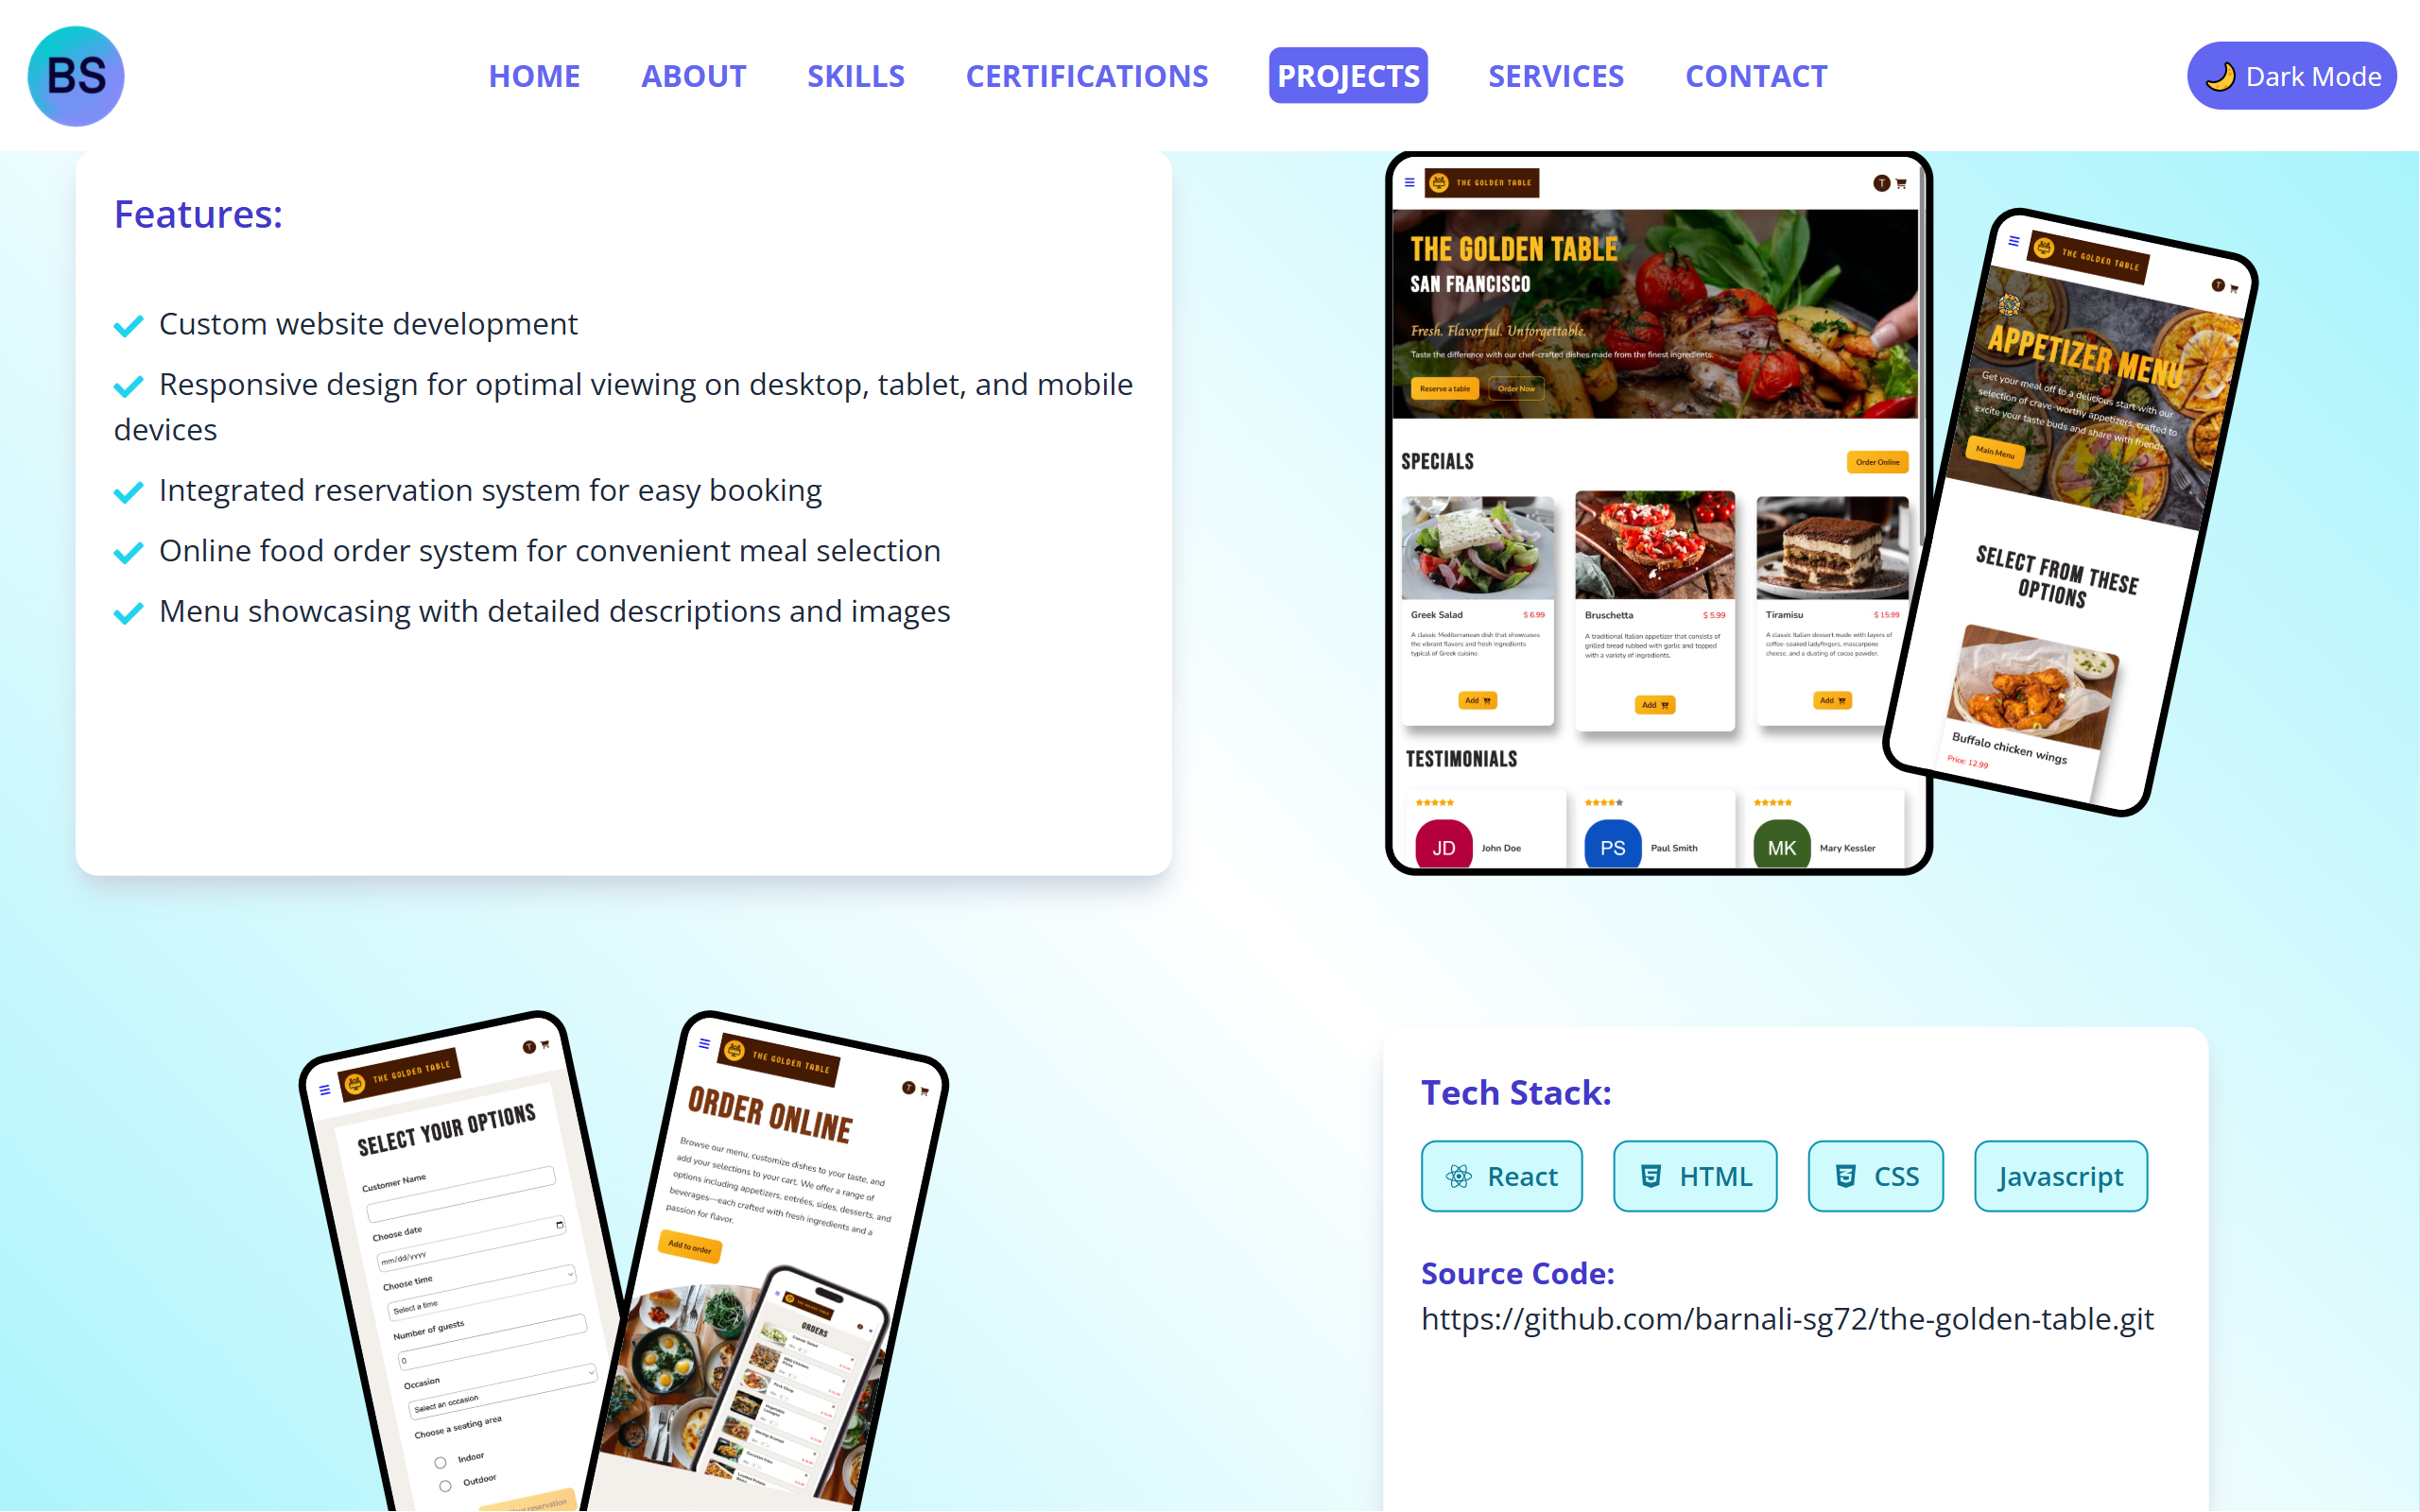 BS
HOME
ABOUT
SKILLS
CERTIFICATIONS
PROJECTS
SERVICES
CONTACT
🌙 Dark Mode
Features:
Custom website development
Responsive design for optimal viewing on desktop, tablet, and mobile
devices
Integrated reservation system for easy booking
Online food order system for convenient meal selection
Menu showcasing with detailed descriptions and images
THE GOLDEN TABLE
T
THE GOLDEN TABLE
SAN FRANCISCO
Fresh. Flavorful. Unforgettable.
Taste the difference with our chef-crafted dishes made from the finest ingredients.
Reserve a table
Order Now
SPECIALS
Order Online
Greek Salad
$ 6.99
A classic Mediterranean dish that showcases
the vibrant flavors and fresh ingredients
typical of Greek cuisine.
Add
Bruschetta
$ 5.99
A traditional Italian appetizer that consists of
grilled bread rubbed with garlic and topped
with a variety of ingredients.
Add
Tiramisu
$ 15.99
A classic Italian dessert made with layers of
coffee-soaked ladyfingers, mascarpone
cheese, and a dusting of cocoa powder.
Add
TESTIMONIALS
JD
John Doe
PS
Paul Smith
MK
Mary Kessler
THE GOLDEN TABLE
T
APPETIZER MENU
Get your meal off to a delicious start with our
selection of crave-worthy appetizers, crafted to
excite your taste buds and share with friends.
Main Menu
SELECT FROM THESE
OPTIONS
Buffalo chicken wings
Price: 12.99
THE GOLDEN TABLE
T
SELECT YOUR OPTIONS
Customer Name
Choose date
mm/dd/yyyy
Choose time
Select a time
Number of guests
0
Occasion
Select an occasion
Choose a seating area
Indoor
Outdoor
reservation
THE GOLDEN TABLE
T
ORDER ONLINE
Browse our menu, customize dishes to your taste, and
add your selections to your cart. We offer a range of
options including appetizers, entrées, sides, desserts, and
beverages—each crafted with fresh ingredients and a
passion for flavor.
Add to order
THE GOLDEN TABLE
ORDERS
Tech Stack:
React
HTML
CSS
Javascript
Source Code:
https://github.com/barnali-sg72/the-golden-table.git